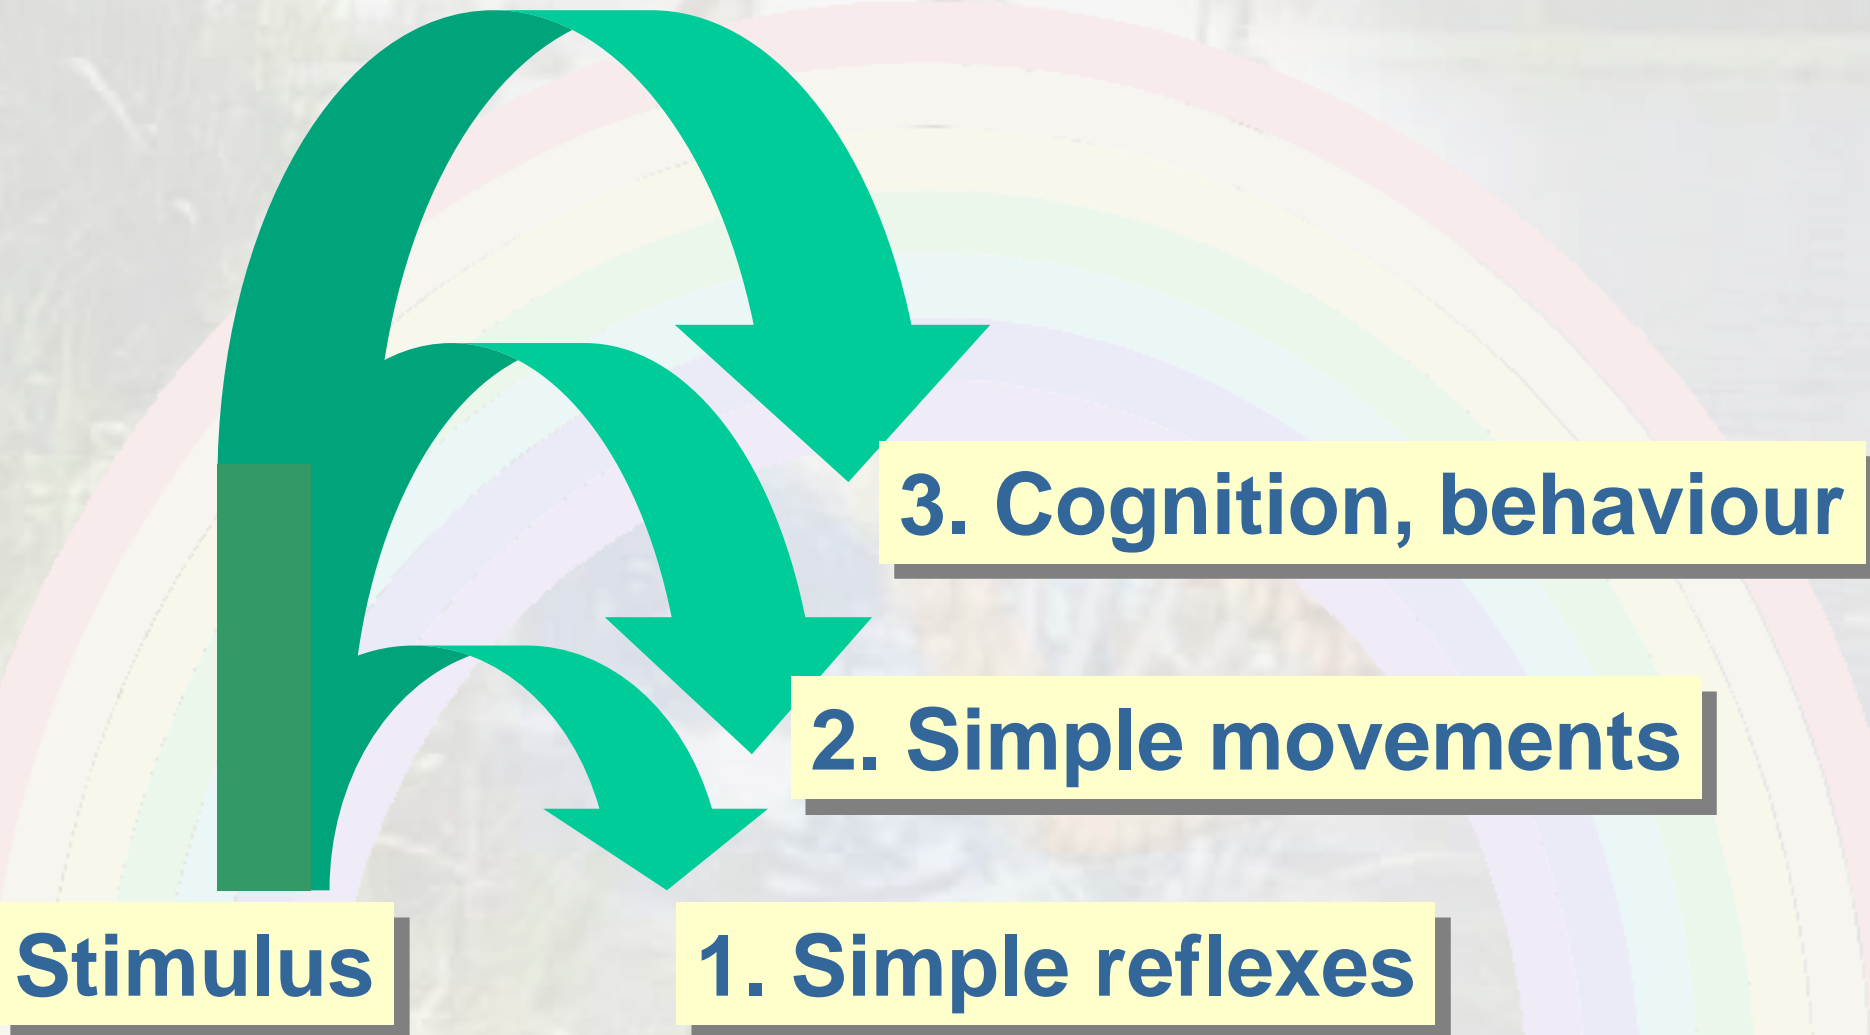 3. Cognition, behaviour
2. Simple movements
Stimulus
1. Simple reflexes